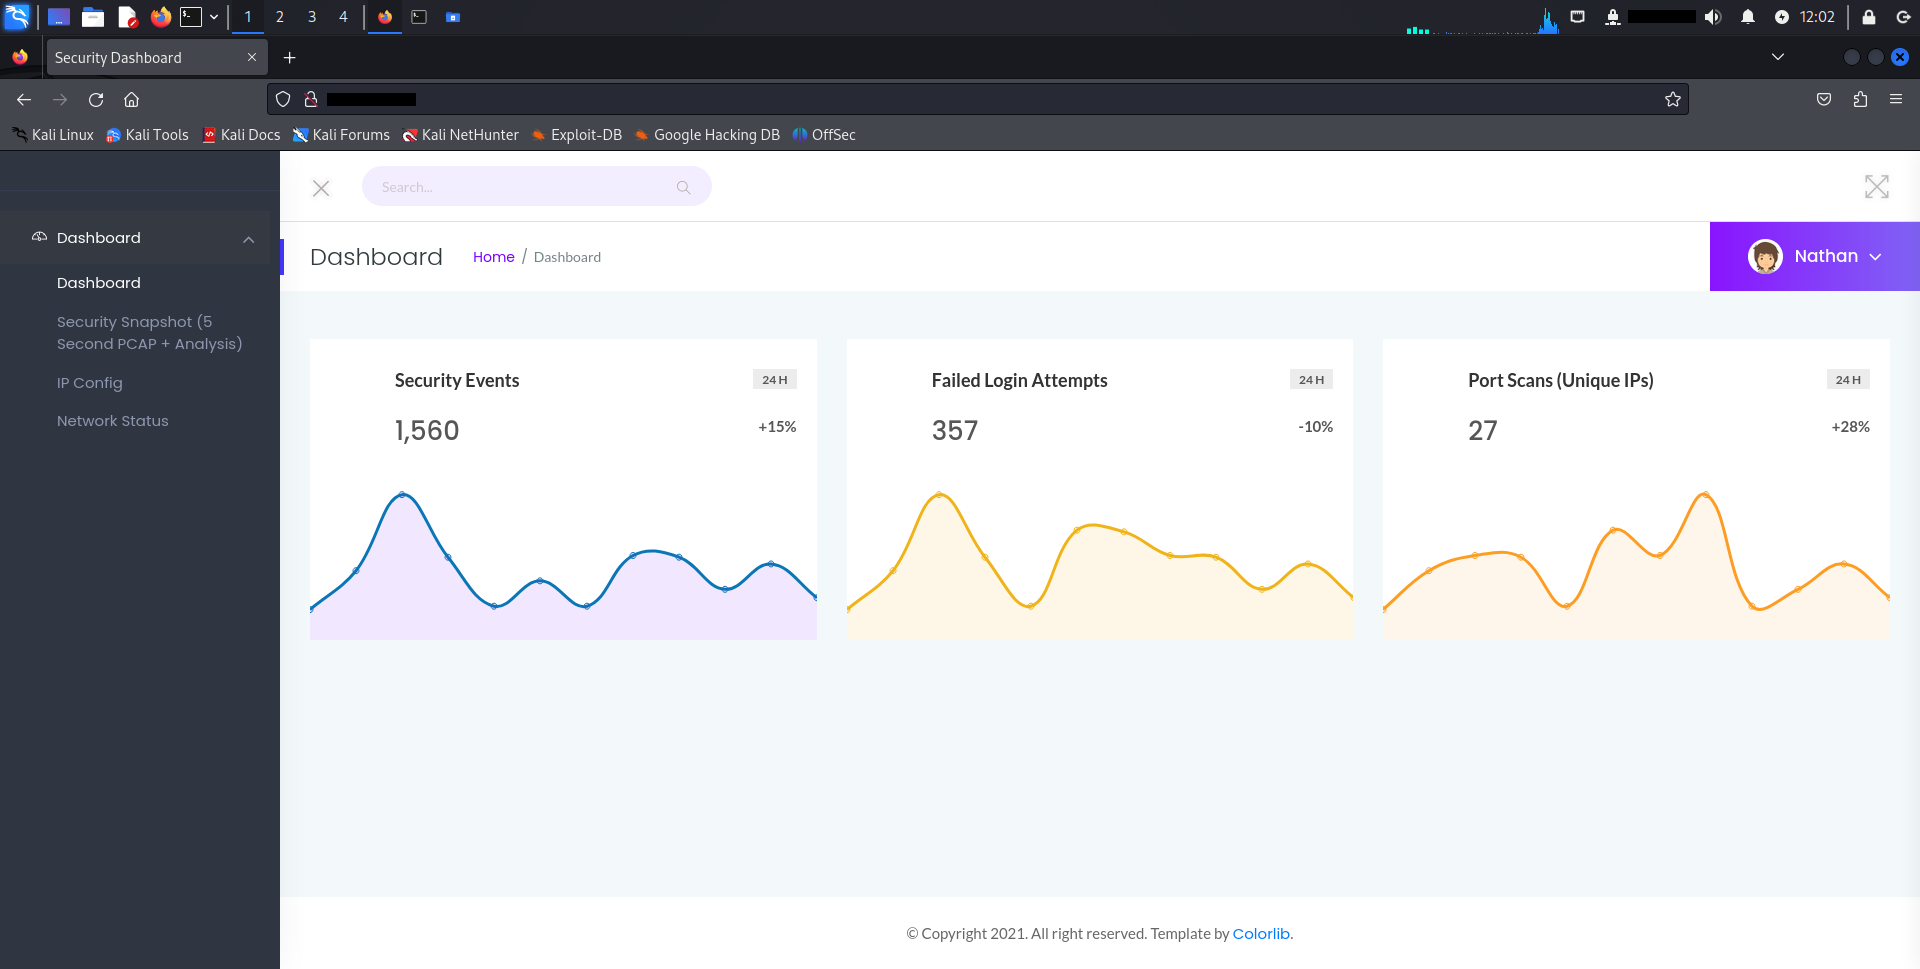 1 2 3 4 12:02
Security Dashboard
Kali Linux Kali Tools Kali Docs Kali Forums Kali NetHunter Exploit-DB Google Hacking DB OffSec
Search...
Dashboard
Dashboard
Security Snapshot (5
Second PCAP + Analysis)
IP Config
Network Status
Dashboard Home / Dashboard
Nathan
Security Events 24 H
1,560 +15%
Failed Login Attempts 24 H
357 -10%
Port Scans (Unique IPs) 24 H
27 +28%
© Copyright 2021. All right reserved. Template by Colorlib.